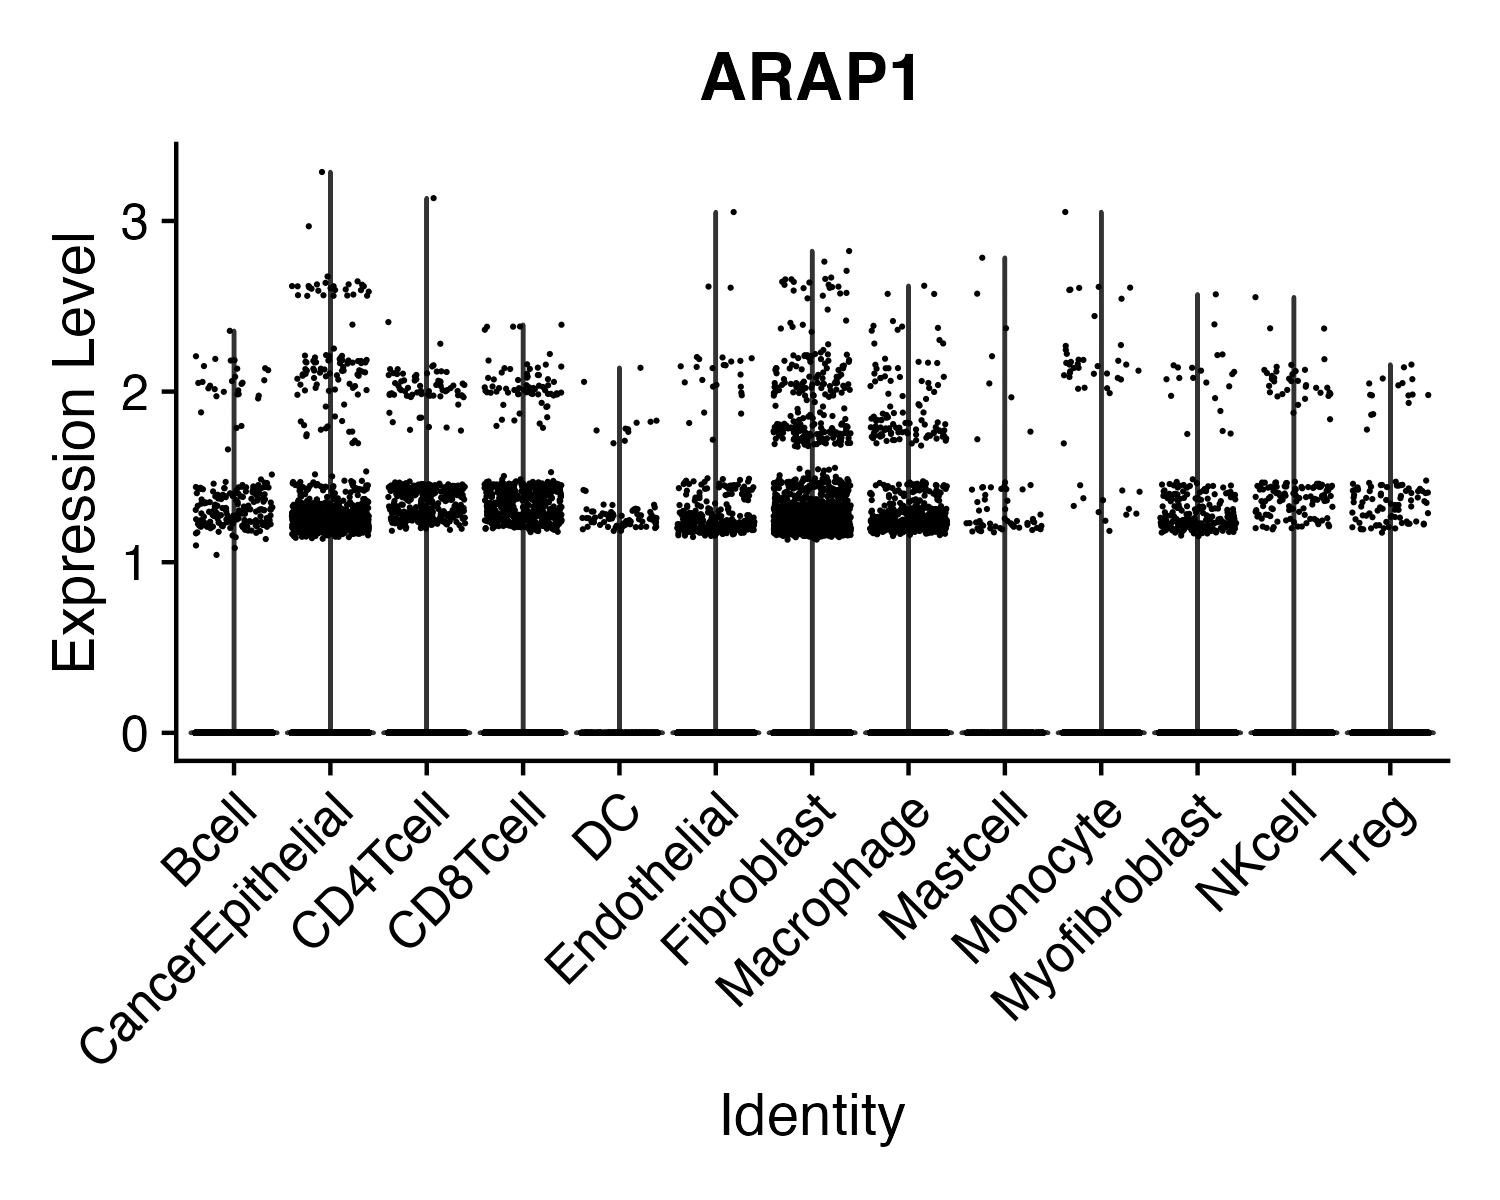 ARAP1
Expression Level
3
2
1
0
Bcell
CancerEpithelial
CD4Tcell
CD8Tcell
DC
Endothelial
Fibroblast
Macrophage
Mastcell
Monocyte
Myofibroblast
NKcell
Treg
Identity